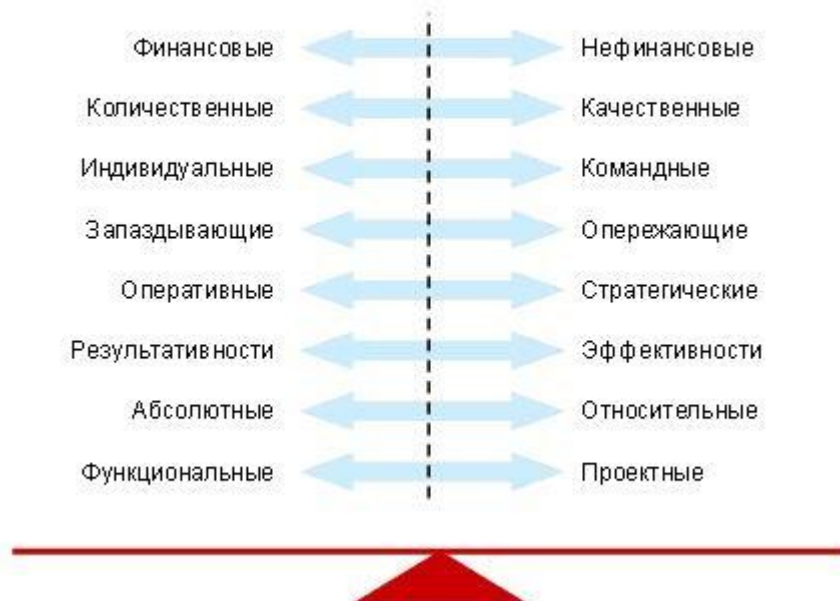 Финансовые Нефинансовые
Количественные Качественные
Индивидуальные Командные
Запаздывающие Опережающие
Оперативные Стратегические
Результативности Эффективности
Абсолютные Относительные
Функциональные Проектные